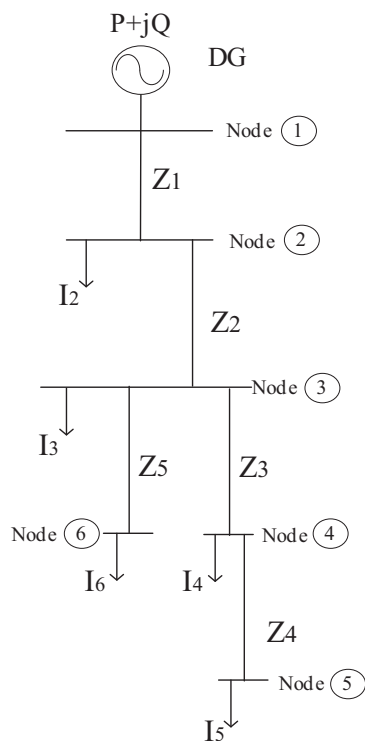 P+jQ
DG
Node 1
Z1
Node 2
I2
Z2
Node 3
I3
Z5
Z3
Node 6
Node 4
I6
I4
Z4
Node 5
I5